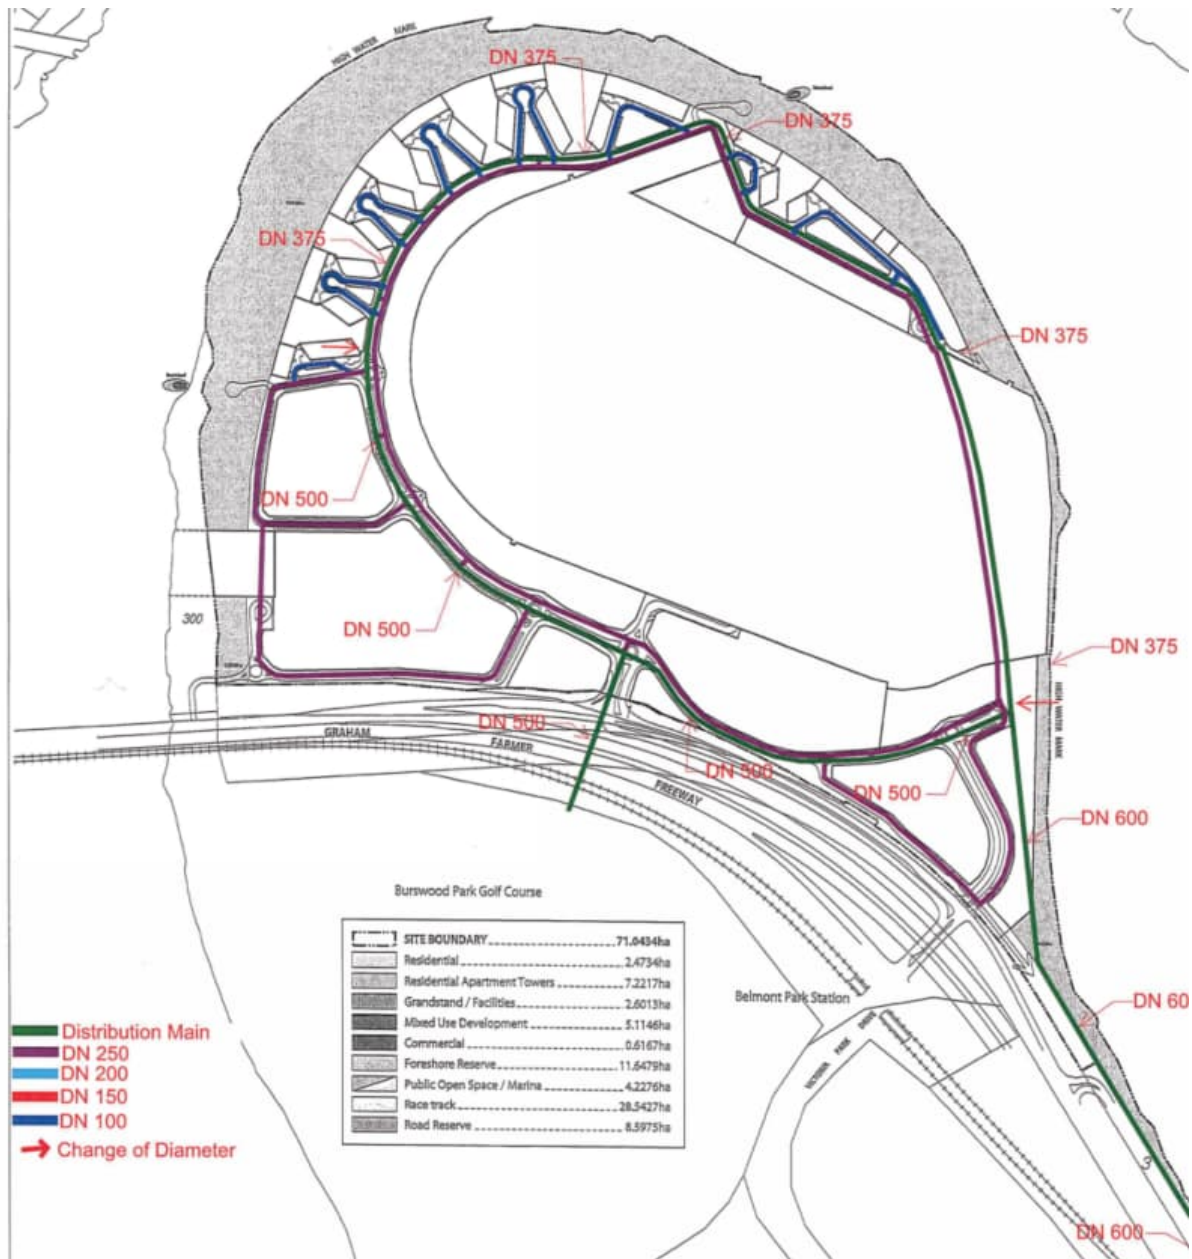 HIGH WATER MARK
DN 375
DN 375
DN 375
DN 375
DN 500
300
DN 500
DN 375
HIGH WATER MARK
DN 500
GRAHAM
FARMER
DN 500
DN 500
FREEWAY
DN 600
Burswood Park Golf Course
SITE BOUNDARY 71.0434ha
Residential 2.4734ha
Residential Apartment Towers 7.2217ha
Grandstand / Facilities 2.6013ha
Mixed Use Development 5.1146ha
Commercial 0.6167ha
Foreshore Reserve 11.6479ha
Public Open Space / Marina 4.2276ha
Race track 28.5427ha
Road Reserve 8.5975ha
Belmont Park Station
DN 60
VICTORIA PARK DRIVE
Distribution Main
DN 250
DN 200
DN 150
DN 100
Change of Diameter
3
DN 600